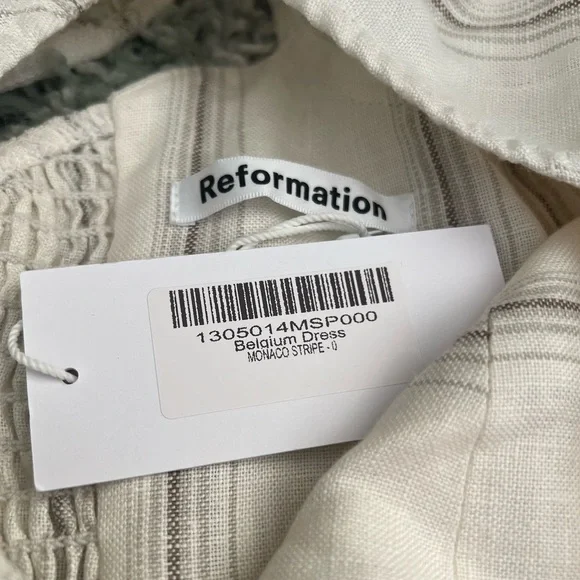 Reformation
1305014MSP000
Belgium Dress
MONACO STRIPE - 0